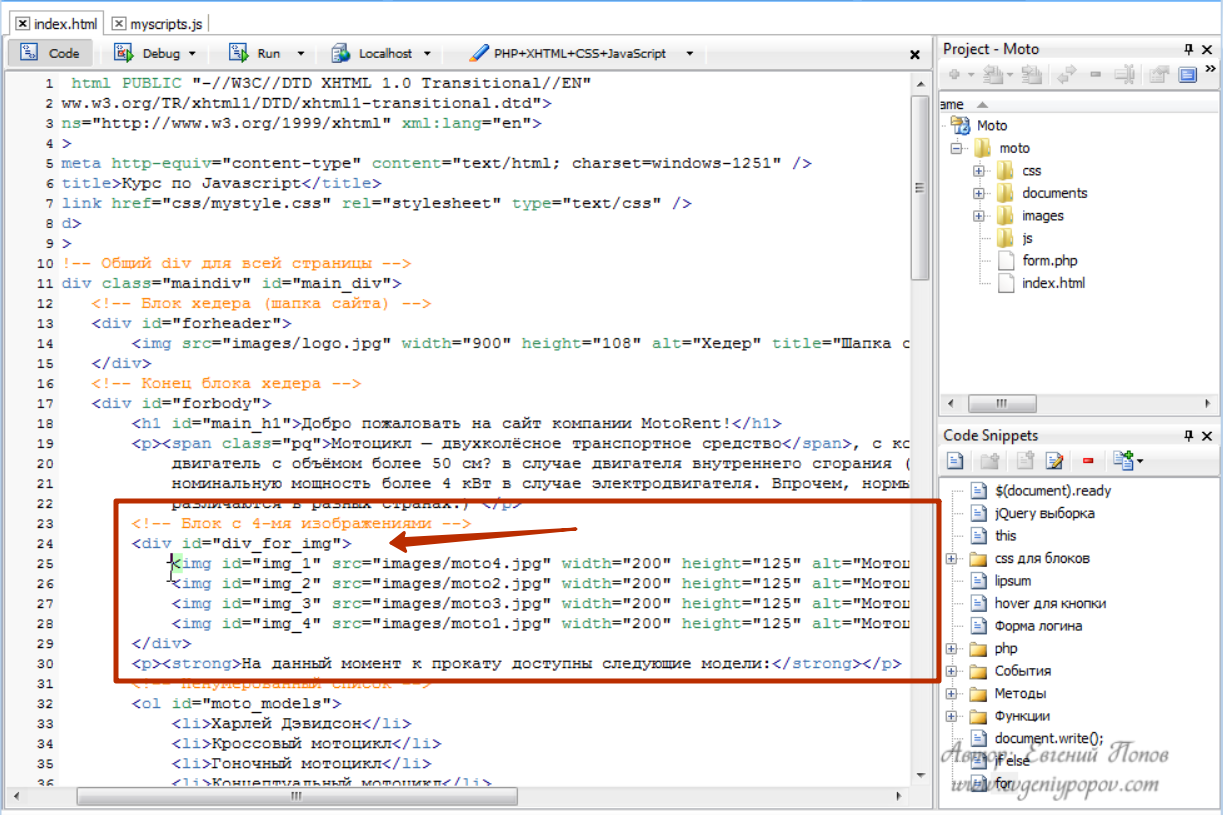 index.html
myscripts.js
Code Debug Run Localhost PHP+XHTML+CSS+JavaScript
1 html PUBLIC "-//W3C//DTD XHTML 1.0 Transitional//EN"
2 ww.w3.org/TR/xhtml1/DTD/xhtml1-transitional.dtd">
3 ns="http://www.w3.org/1999/xhtml" xml:lang="en">
4 >
5 meta http-equiv="content-type" content="text/html; charset=windows-1251" />
6 title>Курс по Javascript</title>
7 link href="css/mystyle.css" rel="stylesheet" type="text/css" />
8 d>
9 >
10 !-- Общий div для всей страницы -->
11 div class="maindiv" id="main_div">
12 <!-- Блок хедера (шапка сайта) -->
13 <div id="forheader">
14 <img src="images/logo.jpg" width="900" height="108" alt="Хедер" title="Шапка с
15 </div>
16 <!-- Конец блока хедера -->
17 <div id="forbody">
18 <h1 id="main_h1">Добро пожаловать на сайт компании MotoRent!</h1>
19 <p><span class="pq">Мотоцикл — двухколёсное транспортное средство</span>, с ко
20 двигатель с объёмом более 50 см? в случае двигателя внутреннего сгорания (
21 номинальную мощность более 4 кВт в случае электродвигателя. Впрочем, нормы
22 различаются в разных странах.) </p>
23 <!-- Блок с 4-мя изображениями -->
24 <div id="div_for_img">
25 <img id="img_1" src="images/moto4.jpg" width="200" height="125" alt="Мотоц
26 <img id="img_2" src="images/moto2.jpg" width="200" height="125" alt="Мотоц
27 <img id="img_3" src="images/moto3.jpg" width="200" height="125" alt="Мотоц
28 <img id="img_4" src="images/moto1.jpg" width="200" height="125" alt="Мотоц
29 </div>
30 <p><strong>На данный момент к прокату доступны следующие модели:</strong></p>
31 <!-- Ненумерованный список -->
32 <ol id="moto_models">
33 <li>Харлей Дэвидсон</li>
34 <li>Кроссовый мотоцикл</li>
35 <li>Гоночный мотоцикл</li>
36 <li>Концептуальный мотоцикл</li>
Project - Moto
ame
Moto
moto
css
documents
images
js
form.php
index.html
Code Snippets
$(document).ready
jQuery выборка
this
css для блоков
lipsum
hover для кнопки
Форма логина
php
События
Методы
Функции
document.write();
if else
for
Автор: Евгений Попов
www.evgeniypopov.com